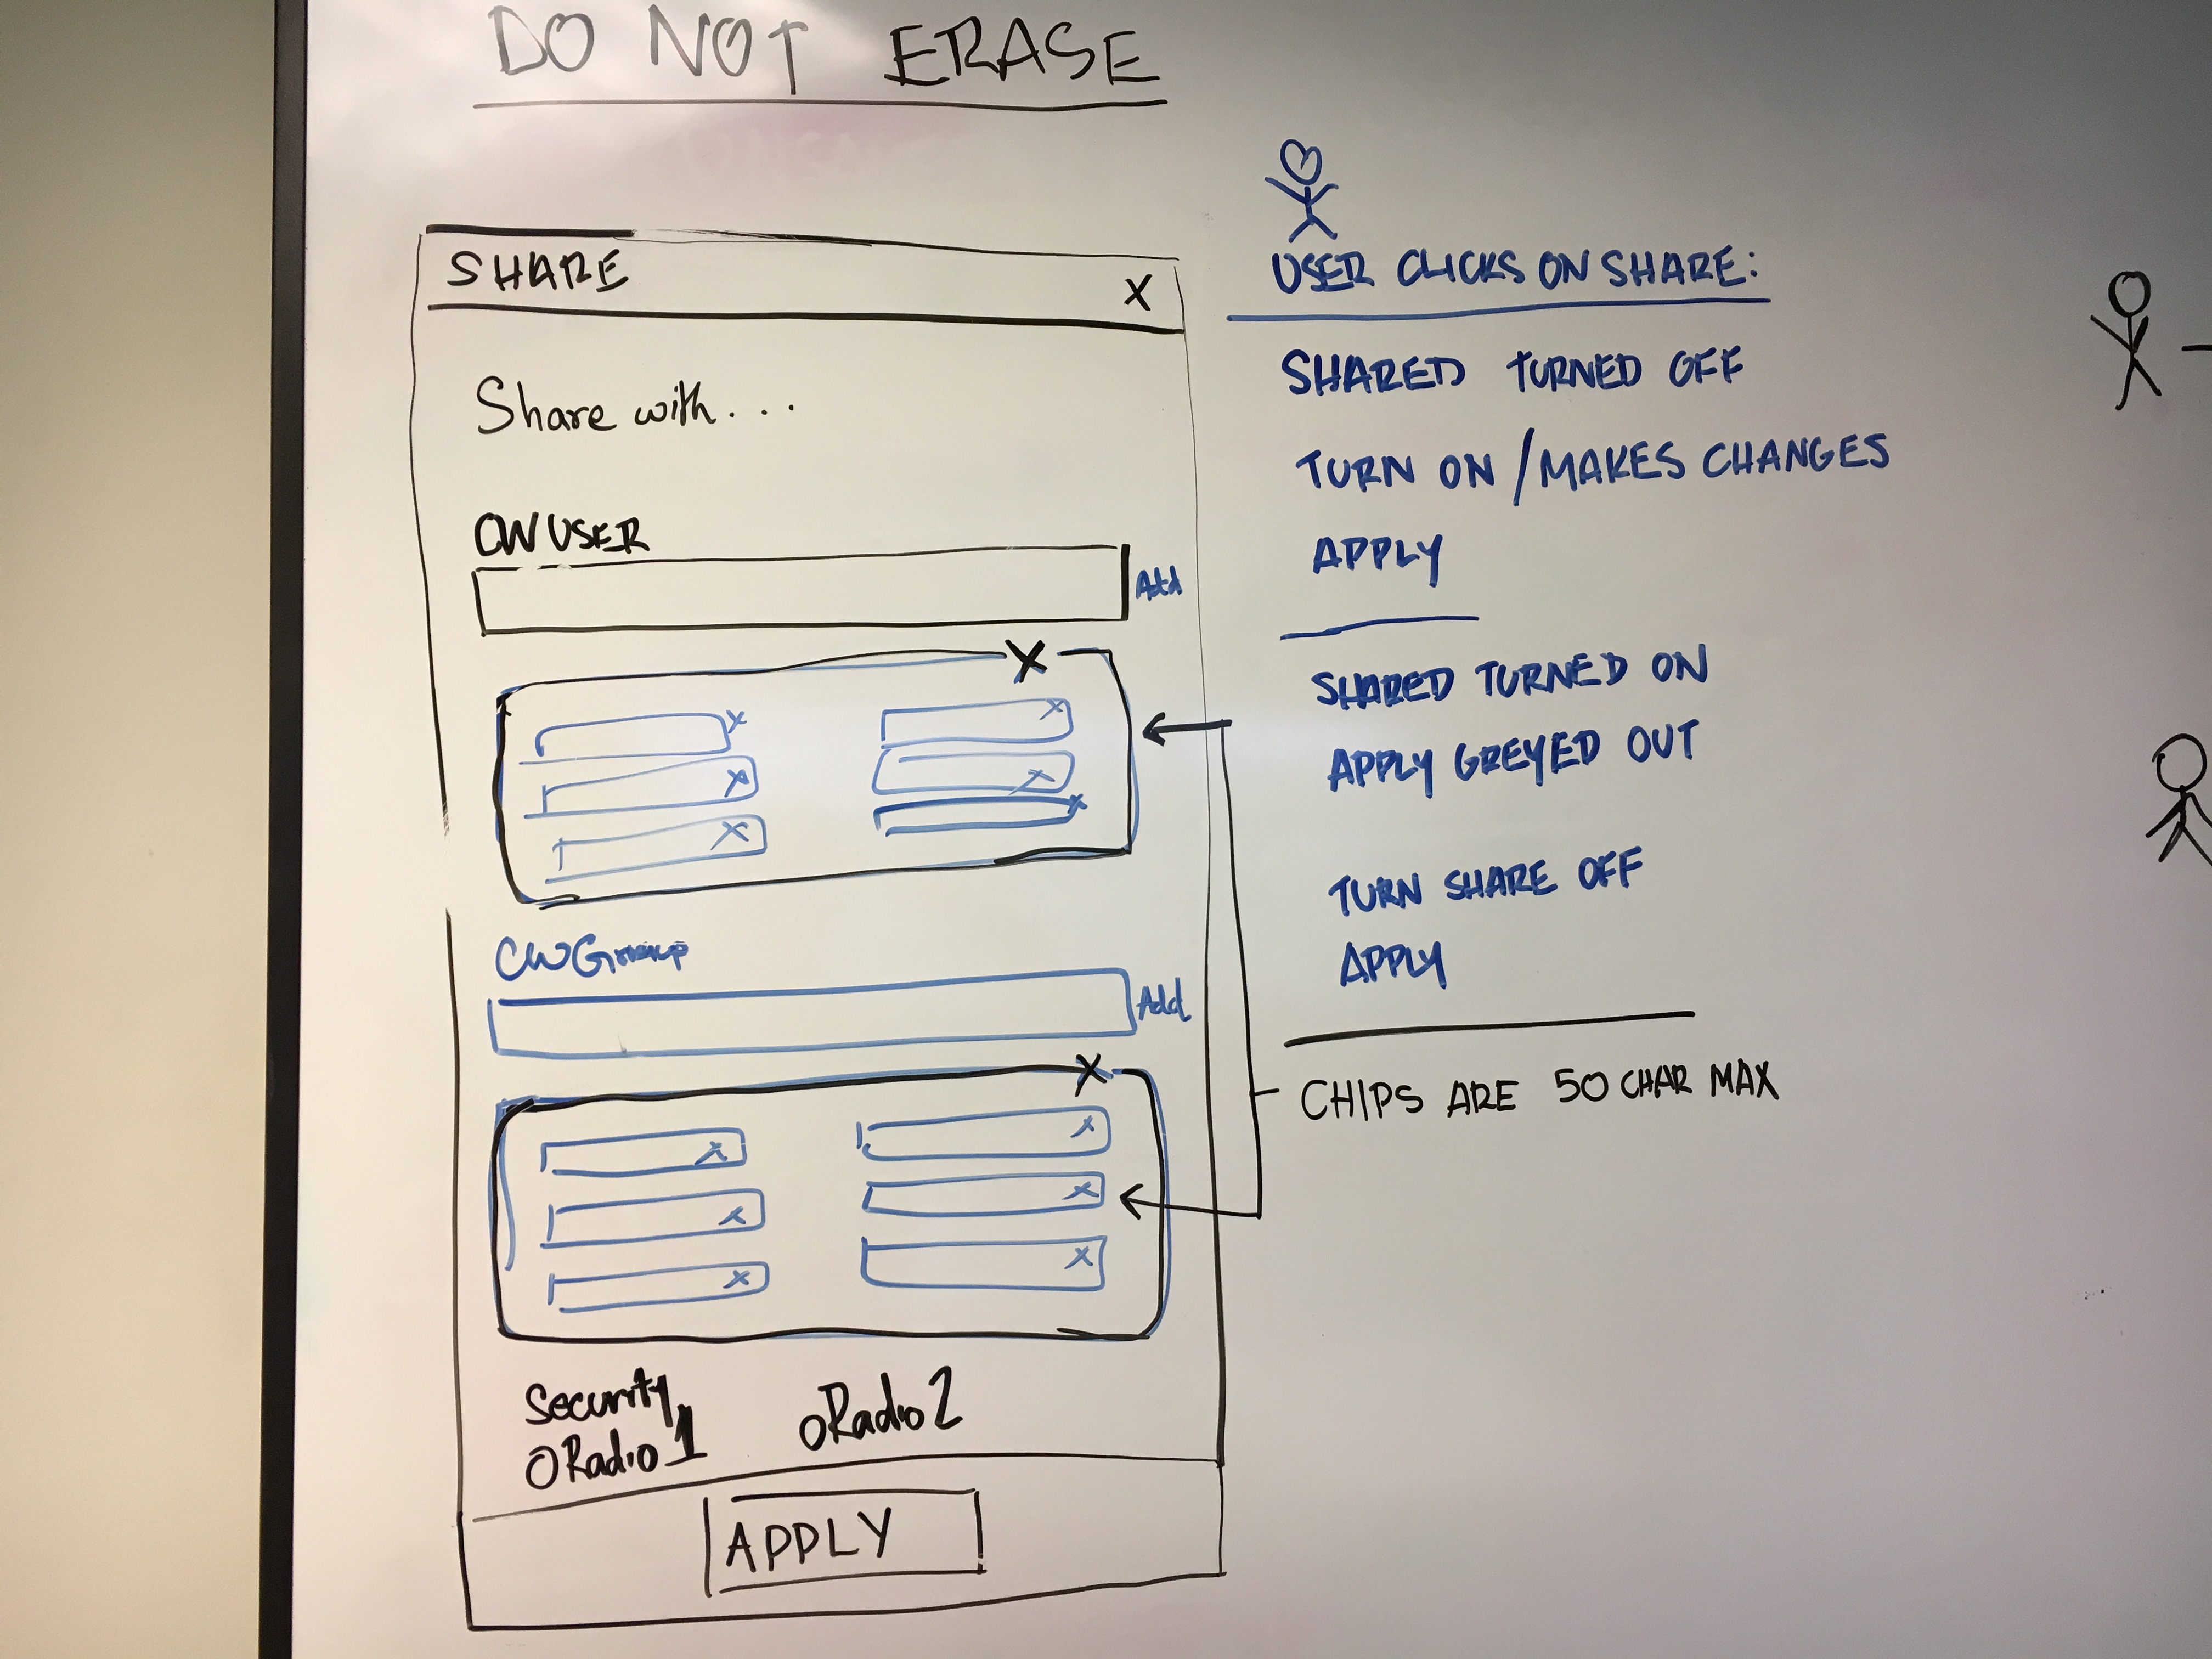 DO NOT ERASE
SHARE X
Share with...
CW USER
Add
X
CWGroup
Add
X
Security
O Radio 1
o Radio 2
APPLY
USER CLICKS ON SHARE:
SHARED TURNED OFF
TURN ON / MAKES CHANGES
APPLY
SHARED TURNED ON
APPLY GREYED OUT
TURN SHARE OFF
APPLY
CHIPS ARE 50 CHAR MAX